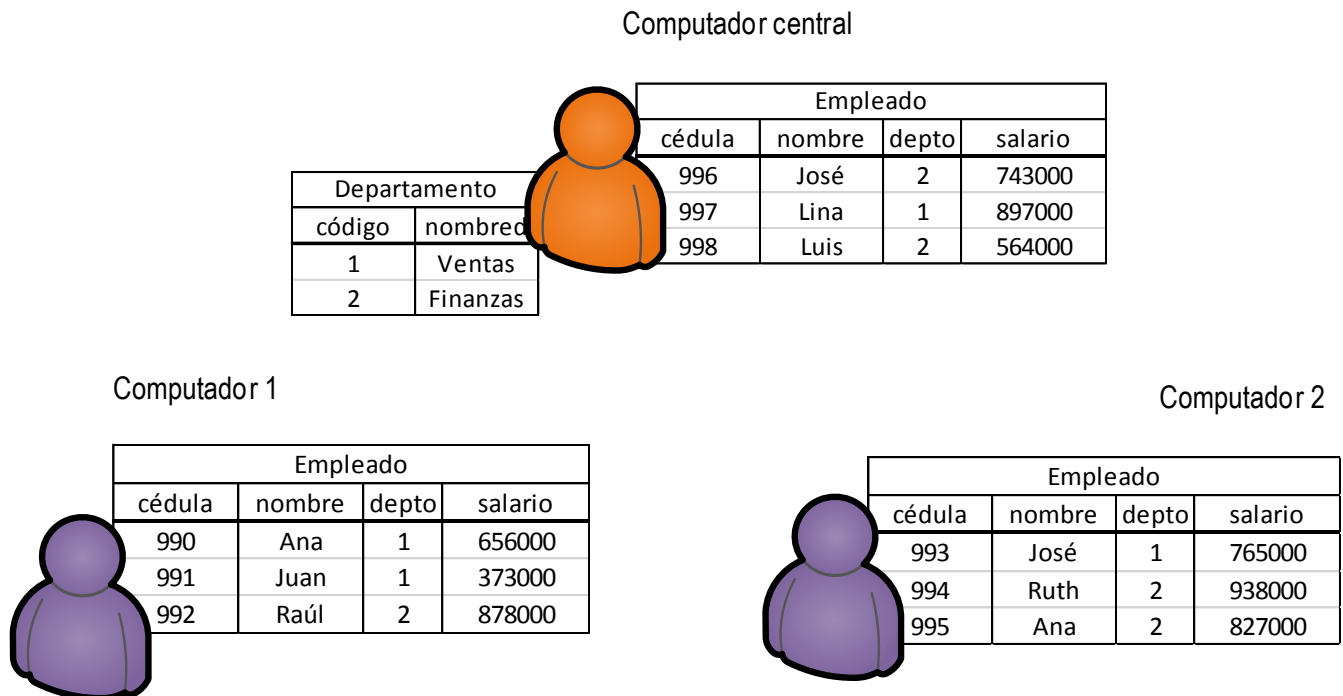 Computador central
Empleado
cédula nombre depto salario
996 José 2 743000
997 Lina 1 897000
998 Luis 2 564000
Departamento
código nombred
1 Ventas
2 Finanzas
Computador 1
Empleado
cédula nombre depto salario
990 Ana 1 656000
991 Juan 1 373000
992 Raúl 2 878000
Computador 2
Empleado
cédula nombre depto salario
993 José 1 765000
994 Ruth 2 938000
995 Ana 2 827000